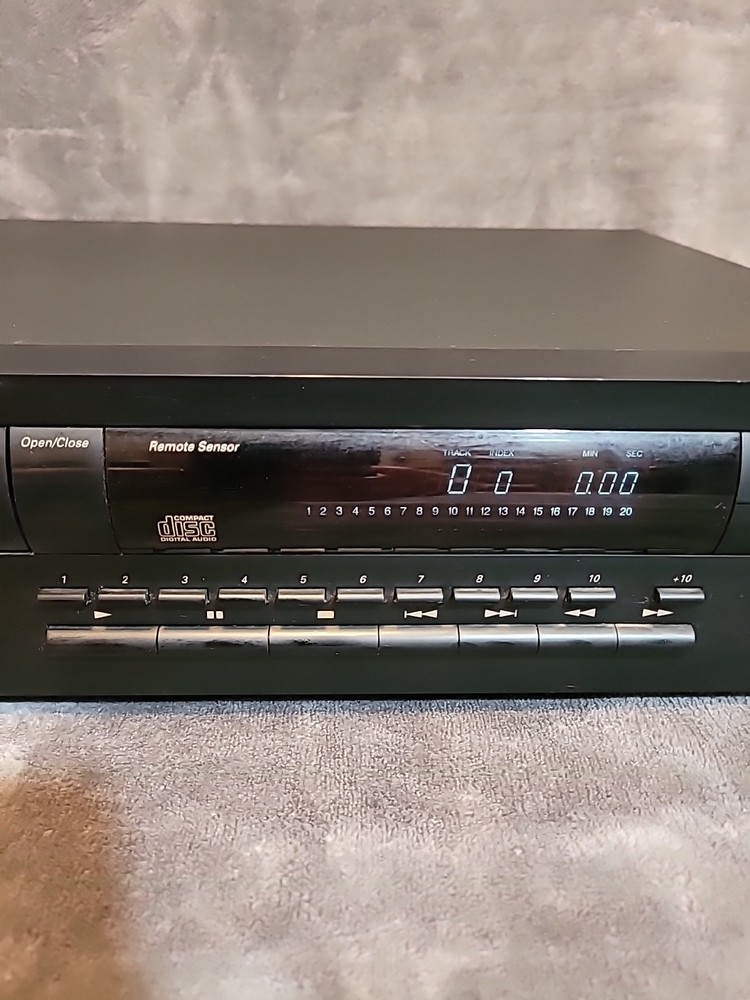 Open/Close
Remote Sensor
TRACK INDEX MIN SEC
0 0 0.00
1 2 3 4 5 6 7 8 9 10 11 12 13 14 15 16 17 18 19 20
COMPACT
disc
DIGITAL AUDIO
1 2 3 4 5 6 7 8 9 10 +10